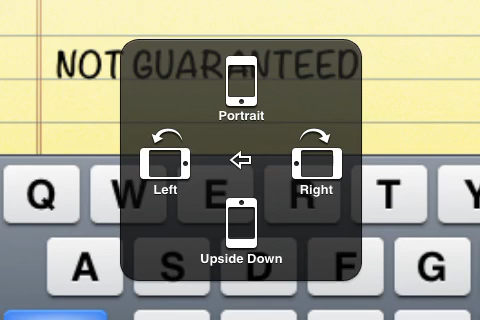 NOT GUARANTEED
Portrait
Left
Right
Upside Down
Q W E R T Y
A S D F G